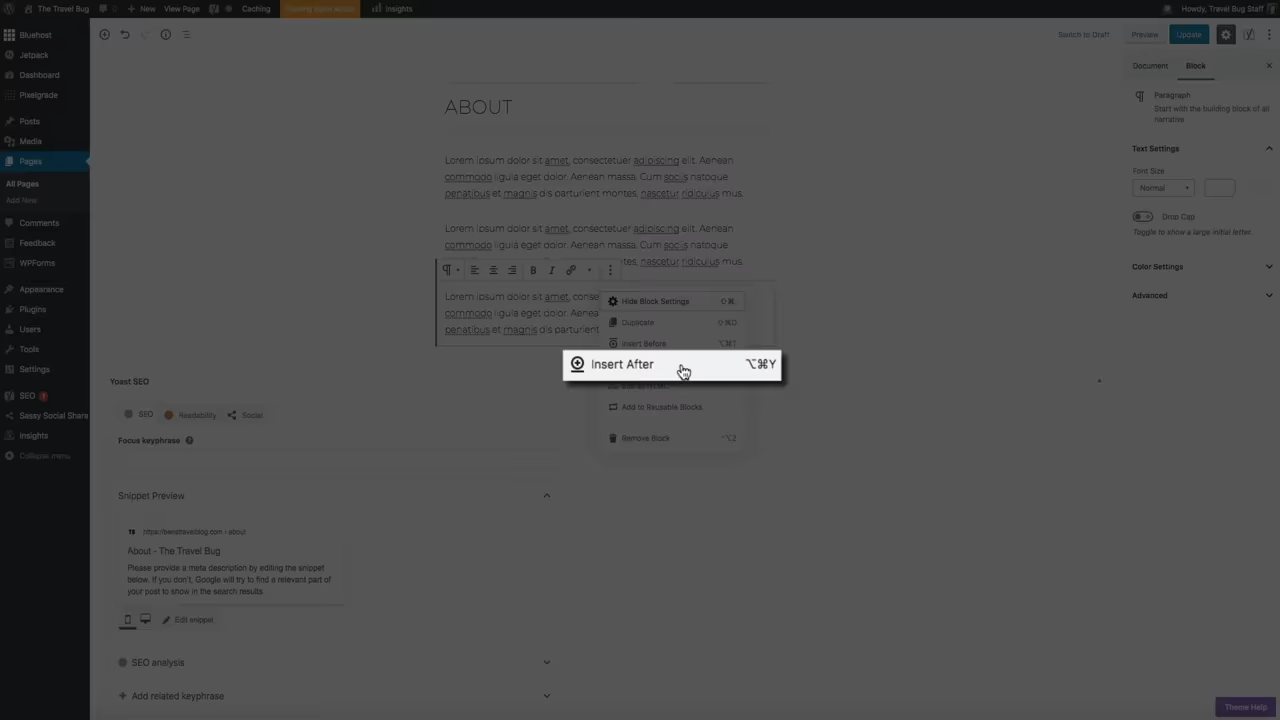 The Travel Bug
0
New
View Page
Caching
Insights
Howdy, Travel Bug Staff
Bluehost
Jetpack
Dashboard
Pixelgrade
Posts
Media
Pages
All Pages
Add New
Comments
Feedback
WPForms
Appearance
Plugins
Users
Tools
Settings
SEO
Sassy Social Share
Insights
Collapse menu
Switch to Draft
Preview
Update
ABOUT
Lorem ipsum dolor sit amet, consectetuer adipiscing elit. Aenean
commodo ligula eget dolor. Aenean massa. Cum sociis natoque
penatibus et magnis dis parturient montes, nascetur ridiculus mus.
Lorem ipsum dolor sit amet, consectetuer adipiscing elit. Aenean
commodo ligula eget dolor. Aenean massa. Cum sociis natoque
ntes, nascetur ridiculus mus.
B I
Lorem ipsum dolor sit amet, conse
commodo ligula eget dolor. Aenea
penatibus et magnis dis parturient
Hide Block Settings
Duplicate ⇧⌘D
Insert Before ⌥⌘T
Insert After ⌥⌘Y
Add to Reusable Blocks
Remove Block ^⌥Z
Yoast SEO
SEO
Readability
Social
Focus keyphrase
Snippet Preview
https://benstravelblog.com › about
About - The Travel Bug
Please provide a meta description by editing the snippet
below. If you don't, Google will try to find a relevant part of
your post to show in the search results.
Edit snippet
SEO analysis
Add related keyphrase
Document
Block
Paragraph
Start with the building block of all
narrative
Text Settings
Font Size
Normal
Drop Cap
Toggle to show a large initial letter.
Color Settings
Advanced
Theme Help